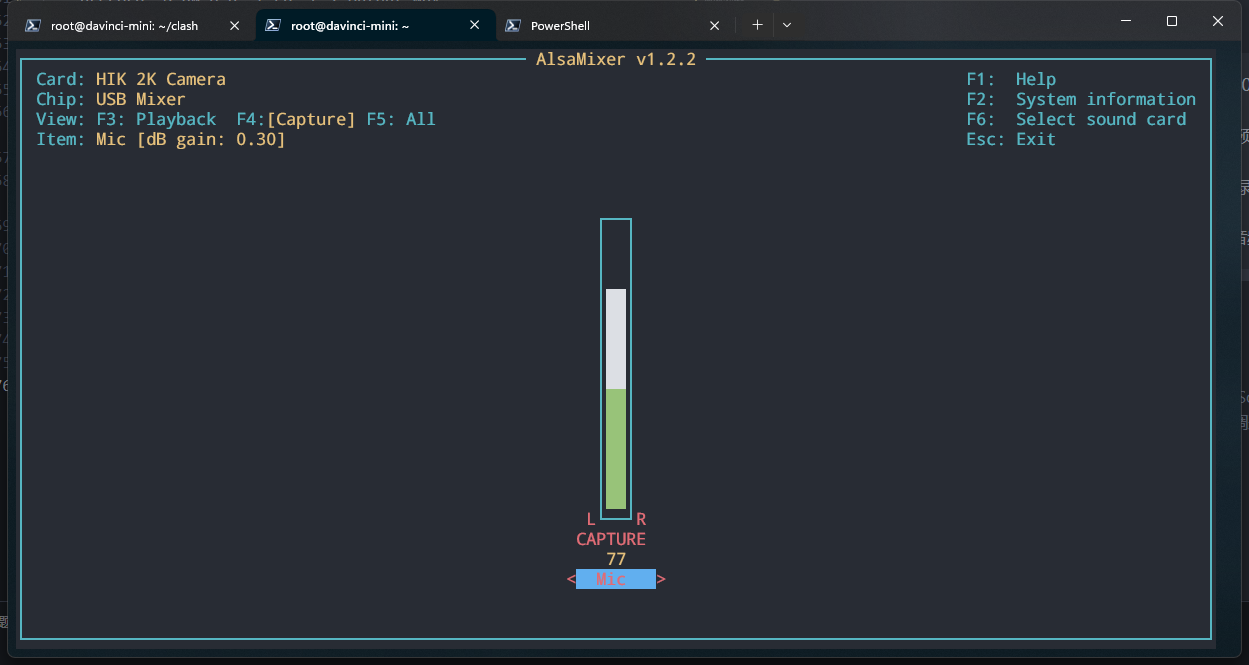 root@davinci-mini: ~/clash
root@davinci-mini: ~
PowerShell
AlsaMixer v1.2.2
Card: HIK 2K Camera
F1: Help
Chip: USB Mixer
F2: System information
View: F3: Playback F4:[Capture] F5: All
F6: Select sound card
Item: Mic [dB gain: 0.30]
Esc: Exit
L R
CAPTURE
77
< Mic >